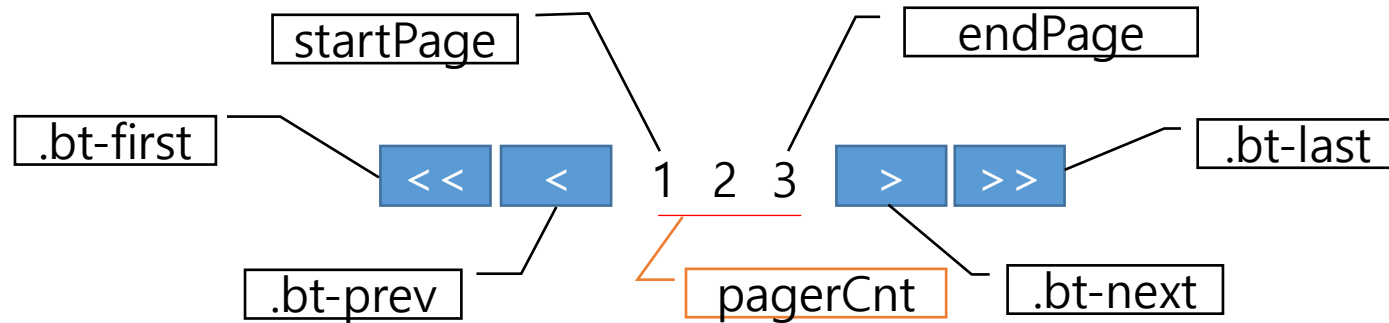 startPage
endPage
.bt-first
<< < 1 2 3 > >>
.bt-last
.bt-prev
pagerCnt
.bt-next